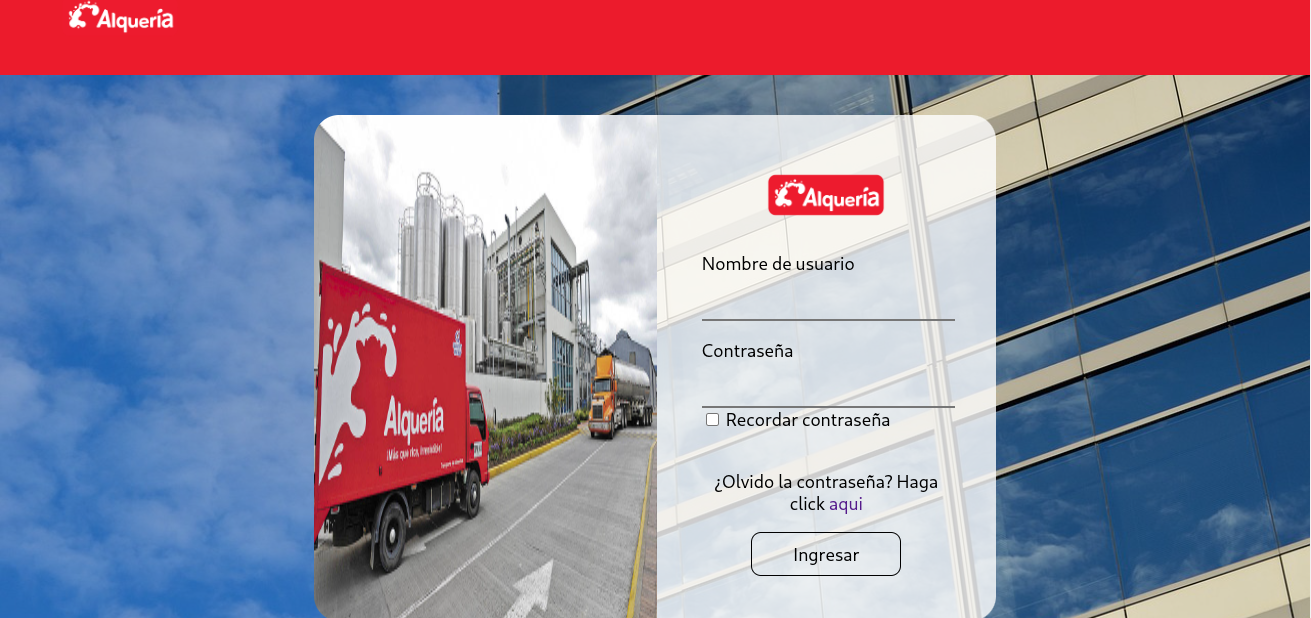 Alquería
Alquería
Nombre de usuario
Contraseña
Recordar contraseña
¿Olvido la contraseña? Haga
click aqui
Ingresar
Alquería
¡Más que rico, irresistible!